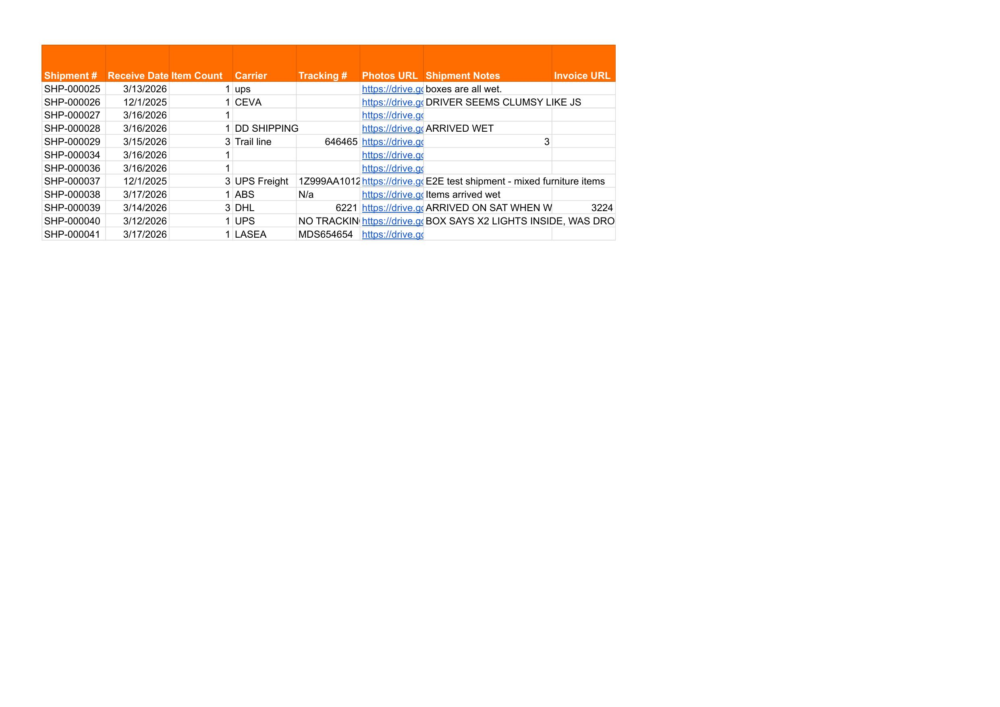 Shipment # Receive Date Item Count Carrier Tracking # Photos URL Shipment Notes Invoice URL
SHP-000025 3/13/2026 1 ups https://drive.go boxes are all wet.
SHP-000026 12/1/2025 1 CEVA https://drive.go DRIVER SEEMS CLUMSY LIKE JS
SHP-000027 3/16/2026 1 https://drive.go
SHP-000028 3/16/2026 1 DD SHIPPING https://drive.go ARRIVED WET
SHP-000029 3/15/2026 3 Trail line 646465 https://drive.go 3
SHP-000034 3/16/2026 1 https://drive.go
SHP-000036 3/16/2026 1 https://drive.go
SHP-000037 12/1/2025 3 UPS Freight 1Z999AA1012 https://drive.go E2E test shipment - mixed furniture items
SHP-000038 3/17/2026 1 ABS N/a https://drive.go Items arrived wet
SHP-000039 3/14/2026 3 DHL 6221 https://drive.go ARRIVED ON SAT WHEN W 3224
SHP-000040 3/12/2026 1 UPS NO TRACKING https://drive.go BOX SAYS X2 LIGHTS INSIDE, WAS DRO
SHP-000041 3/17/2026 1 LASEA MDS654654 https://drive.go